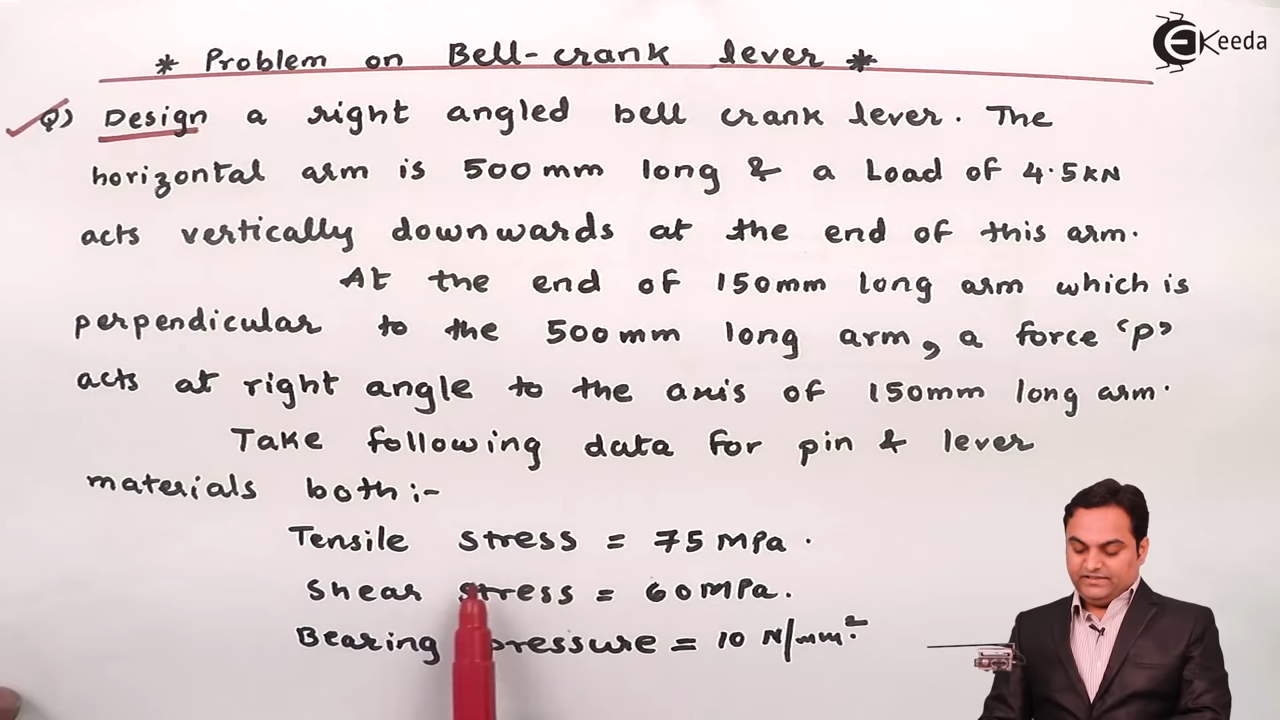 * Problem on Bell-crank lever *
EKeeda
Q) Design a right angled bell crank lever. The
horizontal arm is 500mm long & a Load of 4.5kN
acts vertically downwards at the end of this arm.
At the end of 150mm long arm which is
perpendicular to the 500mm long arm, a force 'P'
acts at right angle to the axis of 150mm long arm.
Take following data for pin & lever
materials both:-
Tensile stress = 75 MPa.
Shear stress = 60MPa.
Bearing pressure = 10 N/mm².